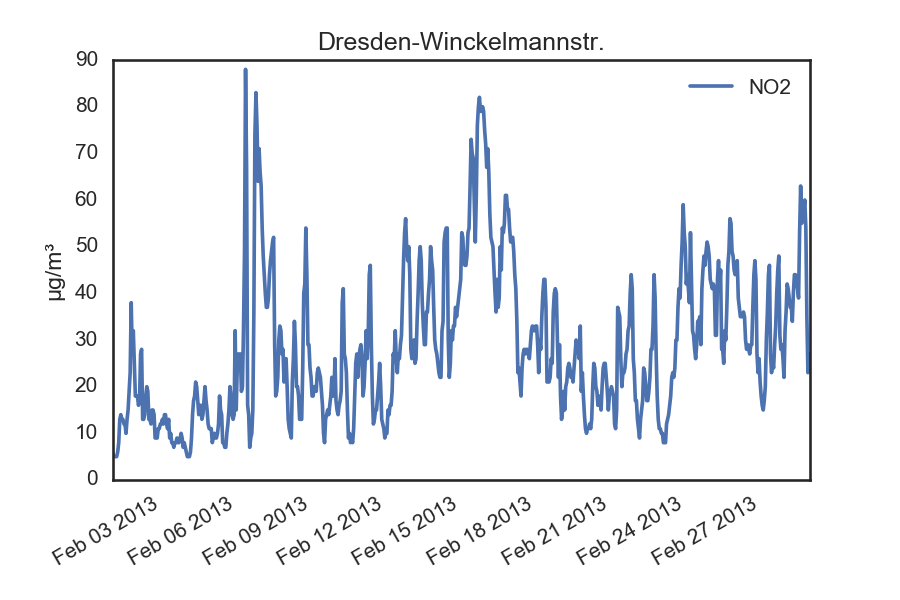 Dresden-Winckelmannstr.
90
80
70
60
50
40
30
20
10
0
µg/m³
NO2
Feb 03 2013
Feb 06 2013
Feb 09 2013
Feb 12 2013
Feb 15 2013
Feb 18 2013
Feb 21 2013
Feb 24 2013
Feb 27 2013